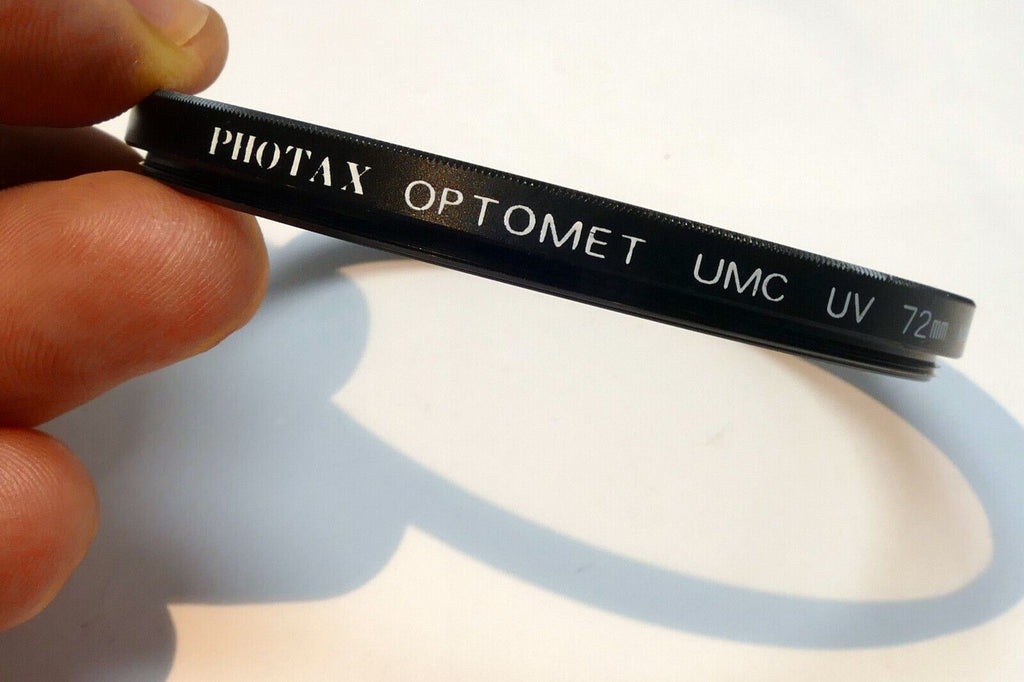 PHOTAX OPTOMET UMC UV 72mm